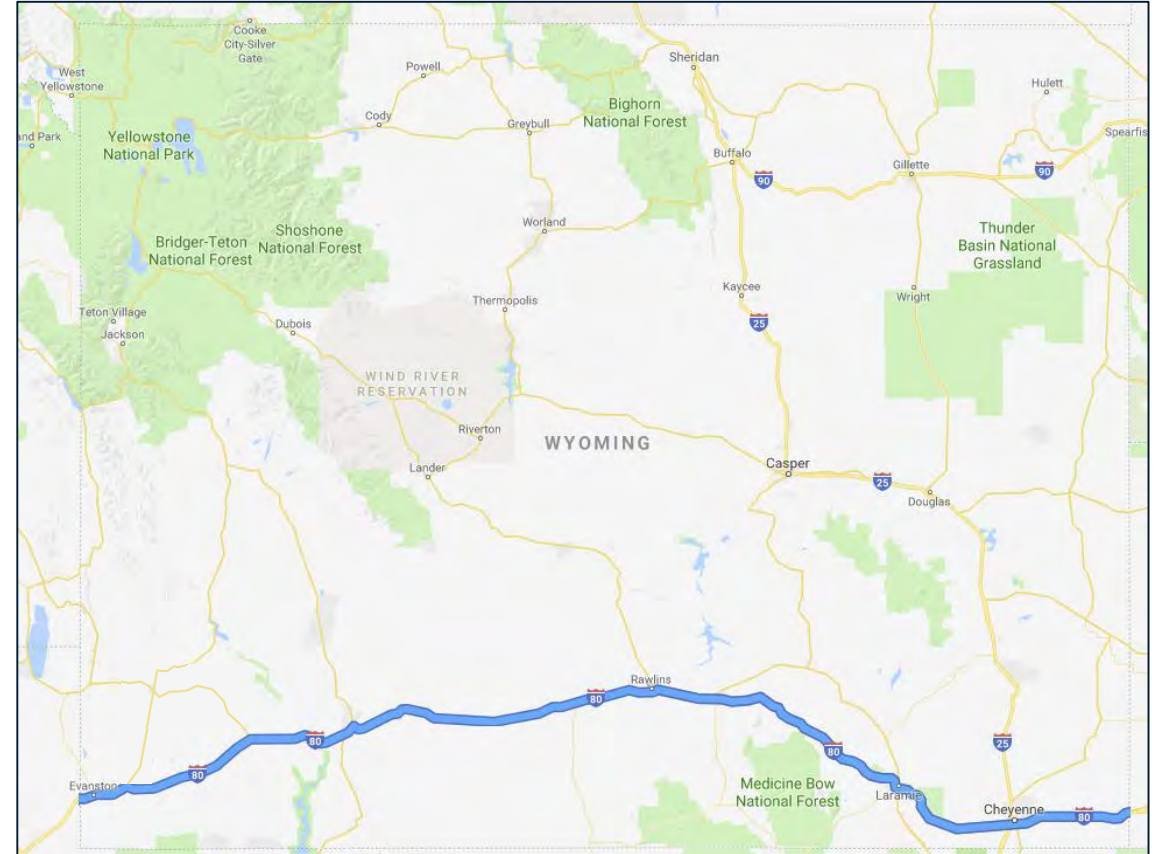 Cooke
City-Silver
Gate
West
Yellowstone
Powell
Sheridan
Hulett
Cody
Greybull
Bighorn
National Forest
and Park
Yellowstone
National Park
Spearfis
Buffalo
90
Gillette
90
Worland
Bridger-Teton
National Forest
Shoshone
National Forest
Thunder
Basin National
Grassland
Kaycee
Wright
Thermopolis
Teton Village
Jackson
Dubois
25
WIND RIVER
RESERVATION
Riverton
WYOMING
Lander
Casper
25
Douglas
Rawlins
80
80
80
25
80
Evanston
Medicine Bow
National Forest
Laramie
Cheyenne
80